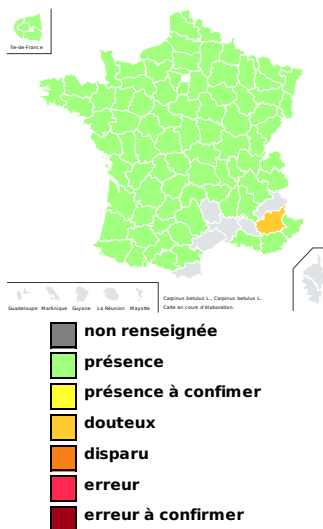 Île-de-France
Carpinus betulus L., Carpinus betulus L.
Carte en cours d'élaboration.
Guadeloupe Martinique Guyane La Réunion Mayotte
non renseignée
présence
présence à confimer
douteux
disparu
erreur
erreur à confirmer